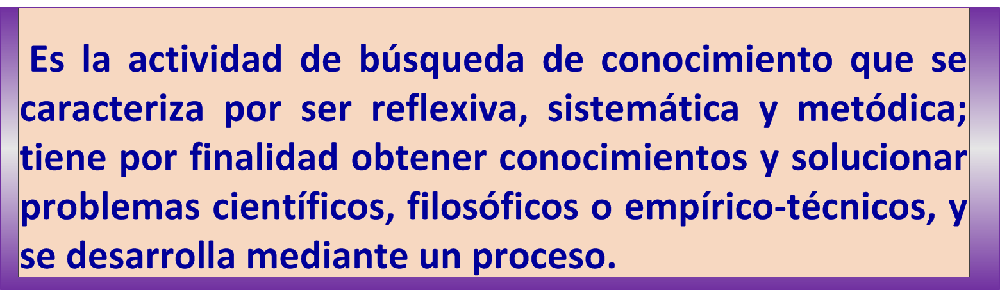 Es la actividad de búsqueda de conocimiento que se
caracteriza por ser reflexiva, sistemática y metódica;
tiene por finalidad obtener conocimientos y solucionar
problemas científicos, filosóficos o empírico-técnicos, y
se desarrolla mediante un proceso.